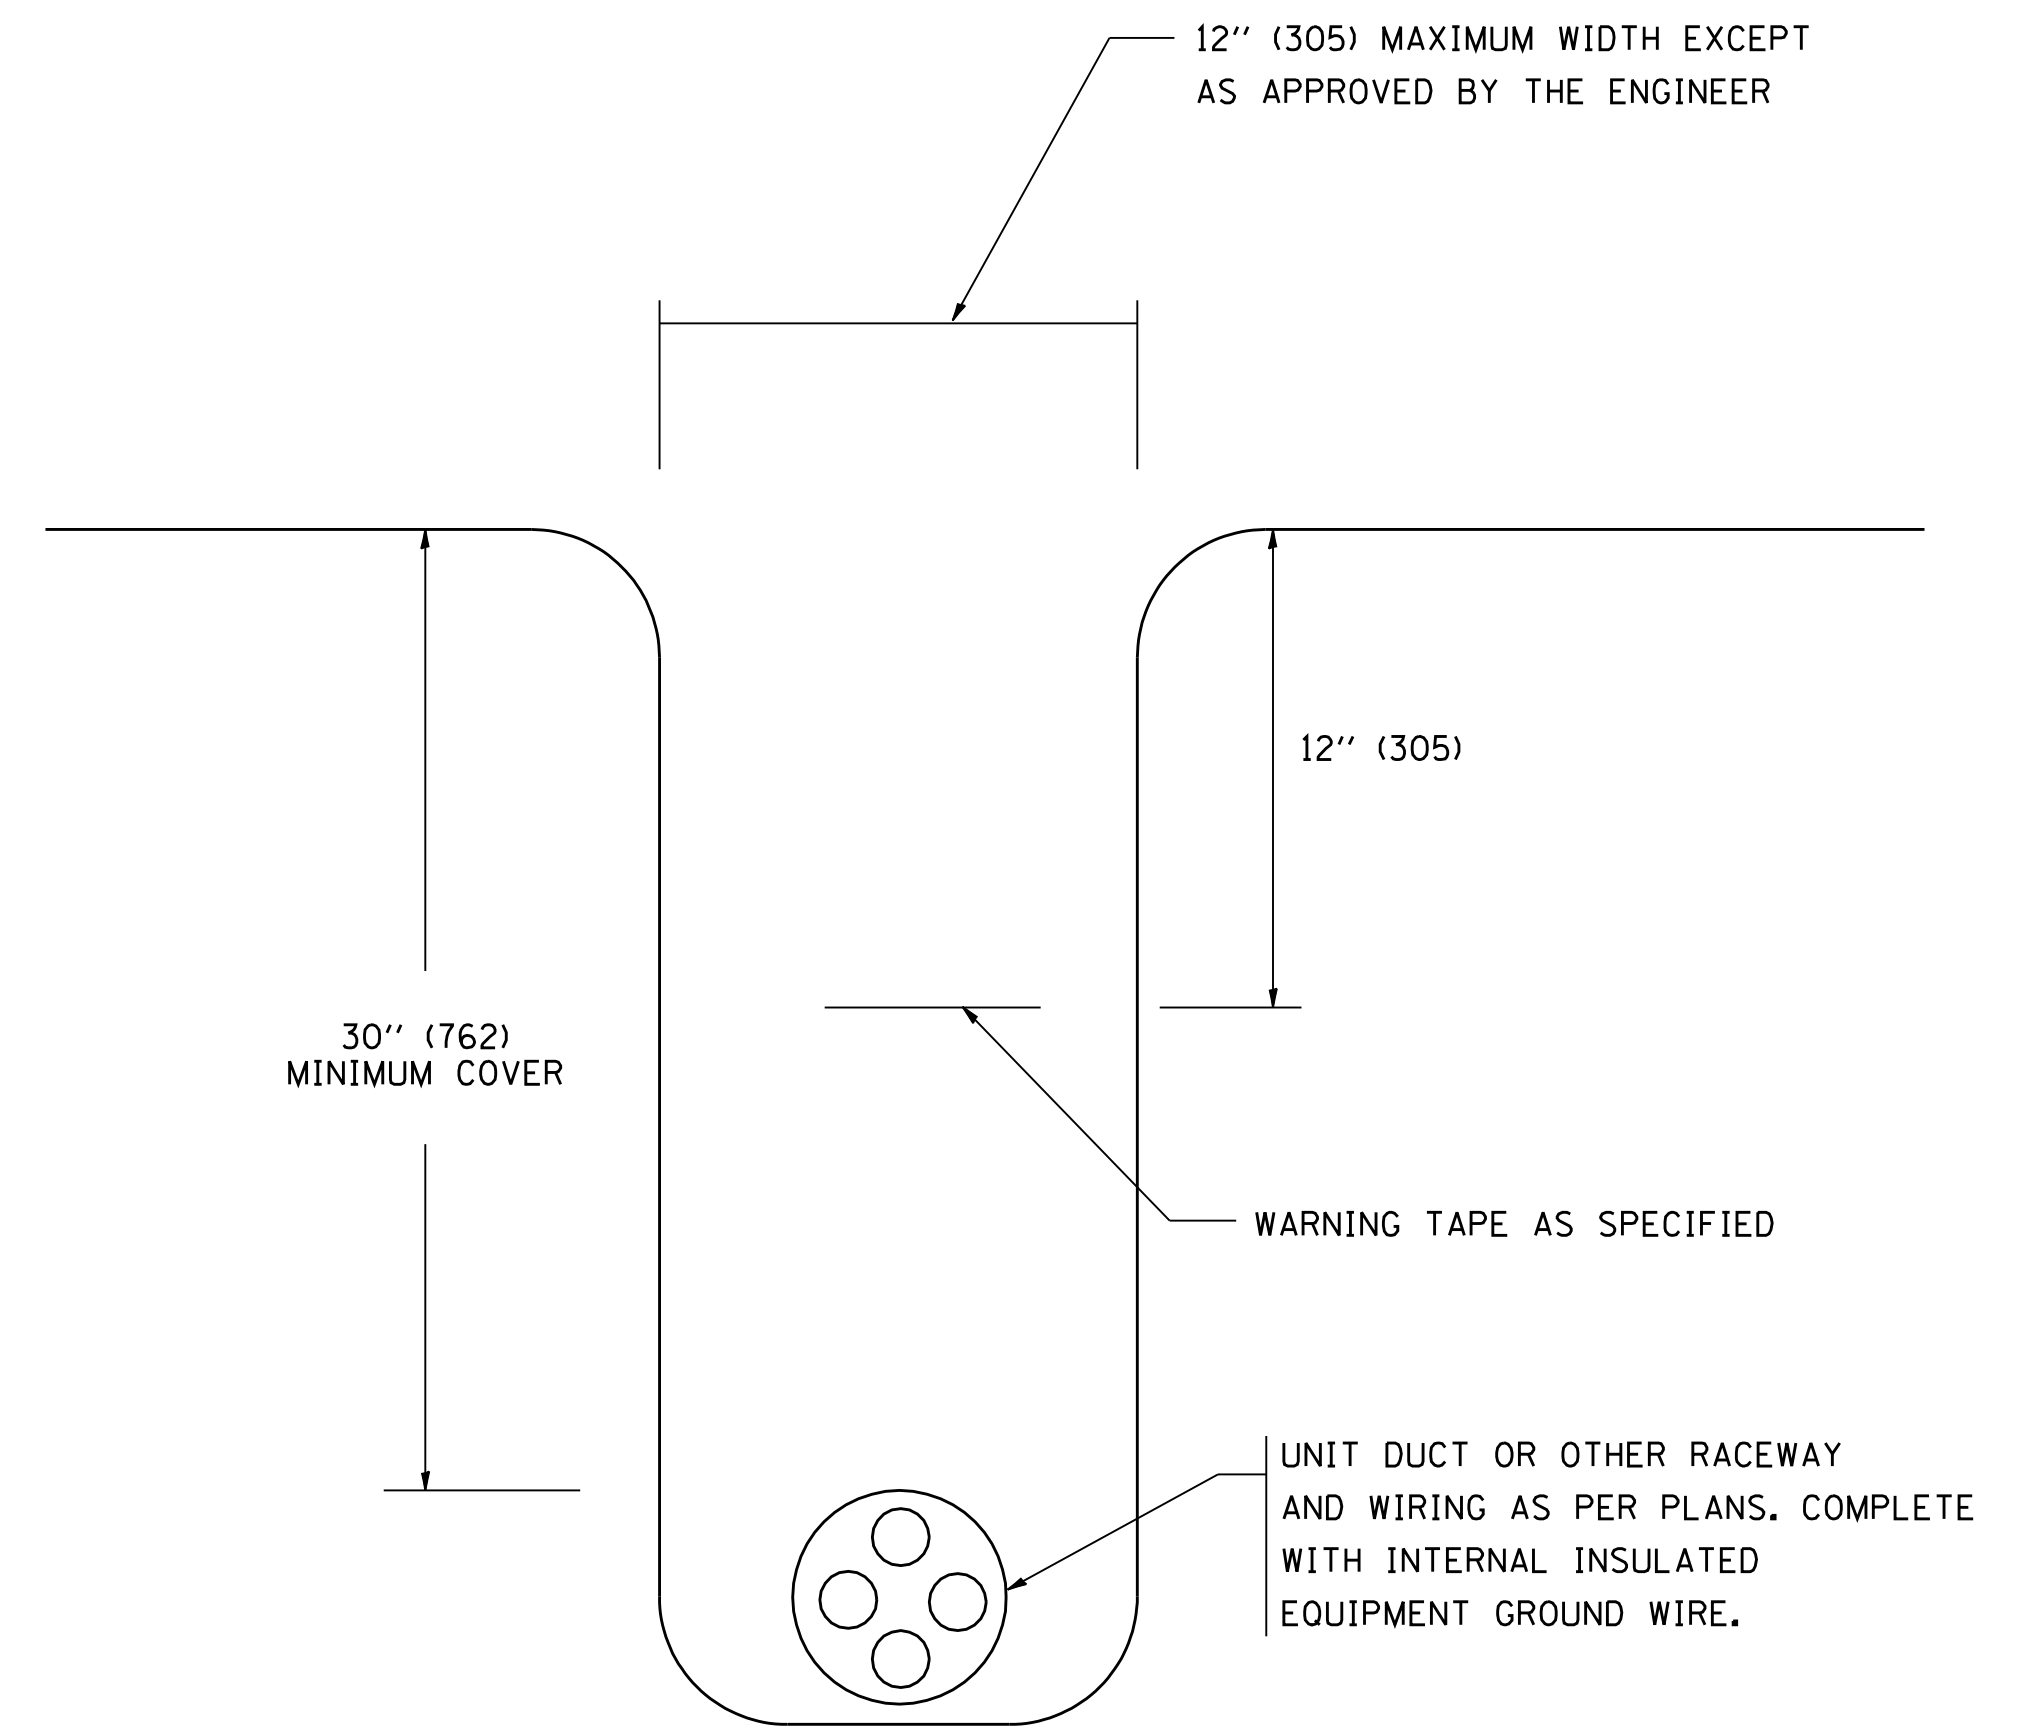 12" (305) MAXIMUM WIDTH EXCEPT
AS APPROVED BY THE ENGINEER
12" (305)
30" (762)
MINIMUM COVER
WARNING TAPE AS SPECIFIED
UNIT DUCT OR OTHER RACEWAY
AND WIRING AS PER PLANS. COMPLETE
WITH INTERNAL INSULATED
EQUIPMENT GROUND WIRE.